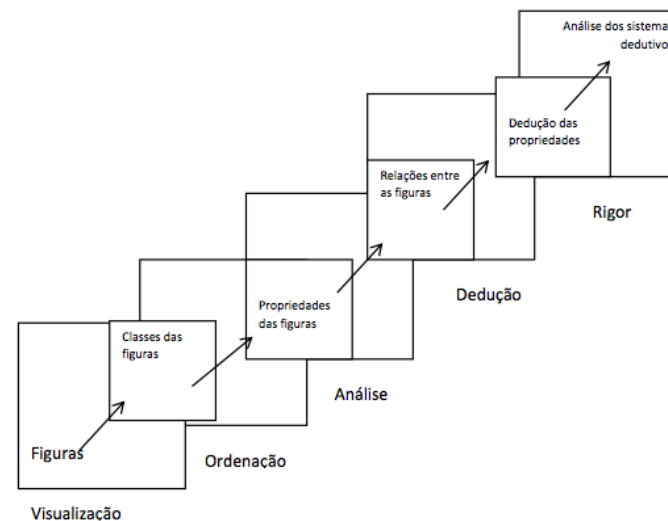 Análise dos sistema
dedutivo
Dedução das
propriedades
Relações entre
as figuras
Rigor
Dedução
Propriedades
das figuras
Classes das
figuras
Análise
Figuras
Ordenação
Visualização